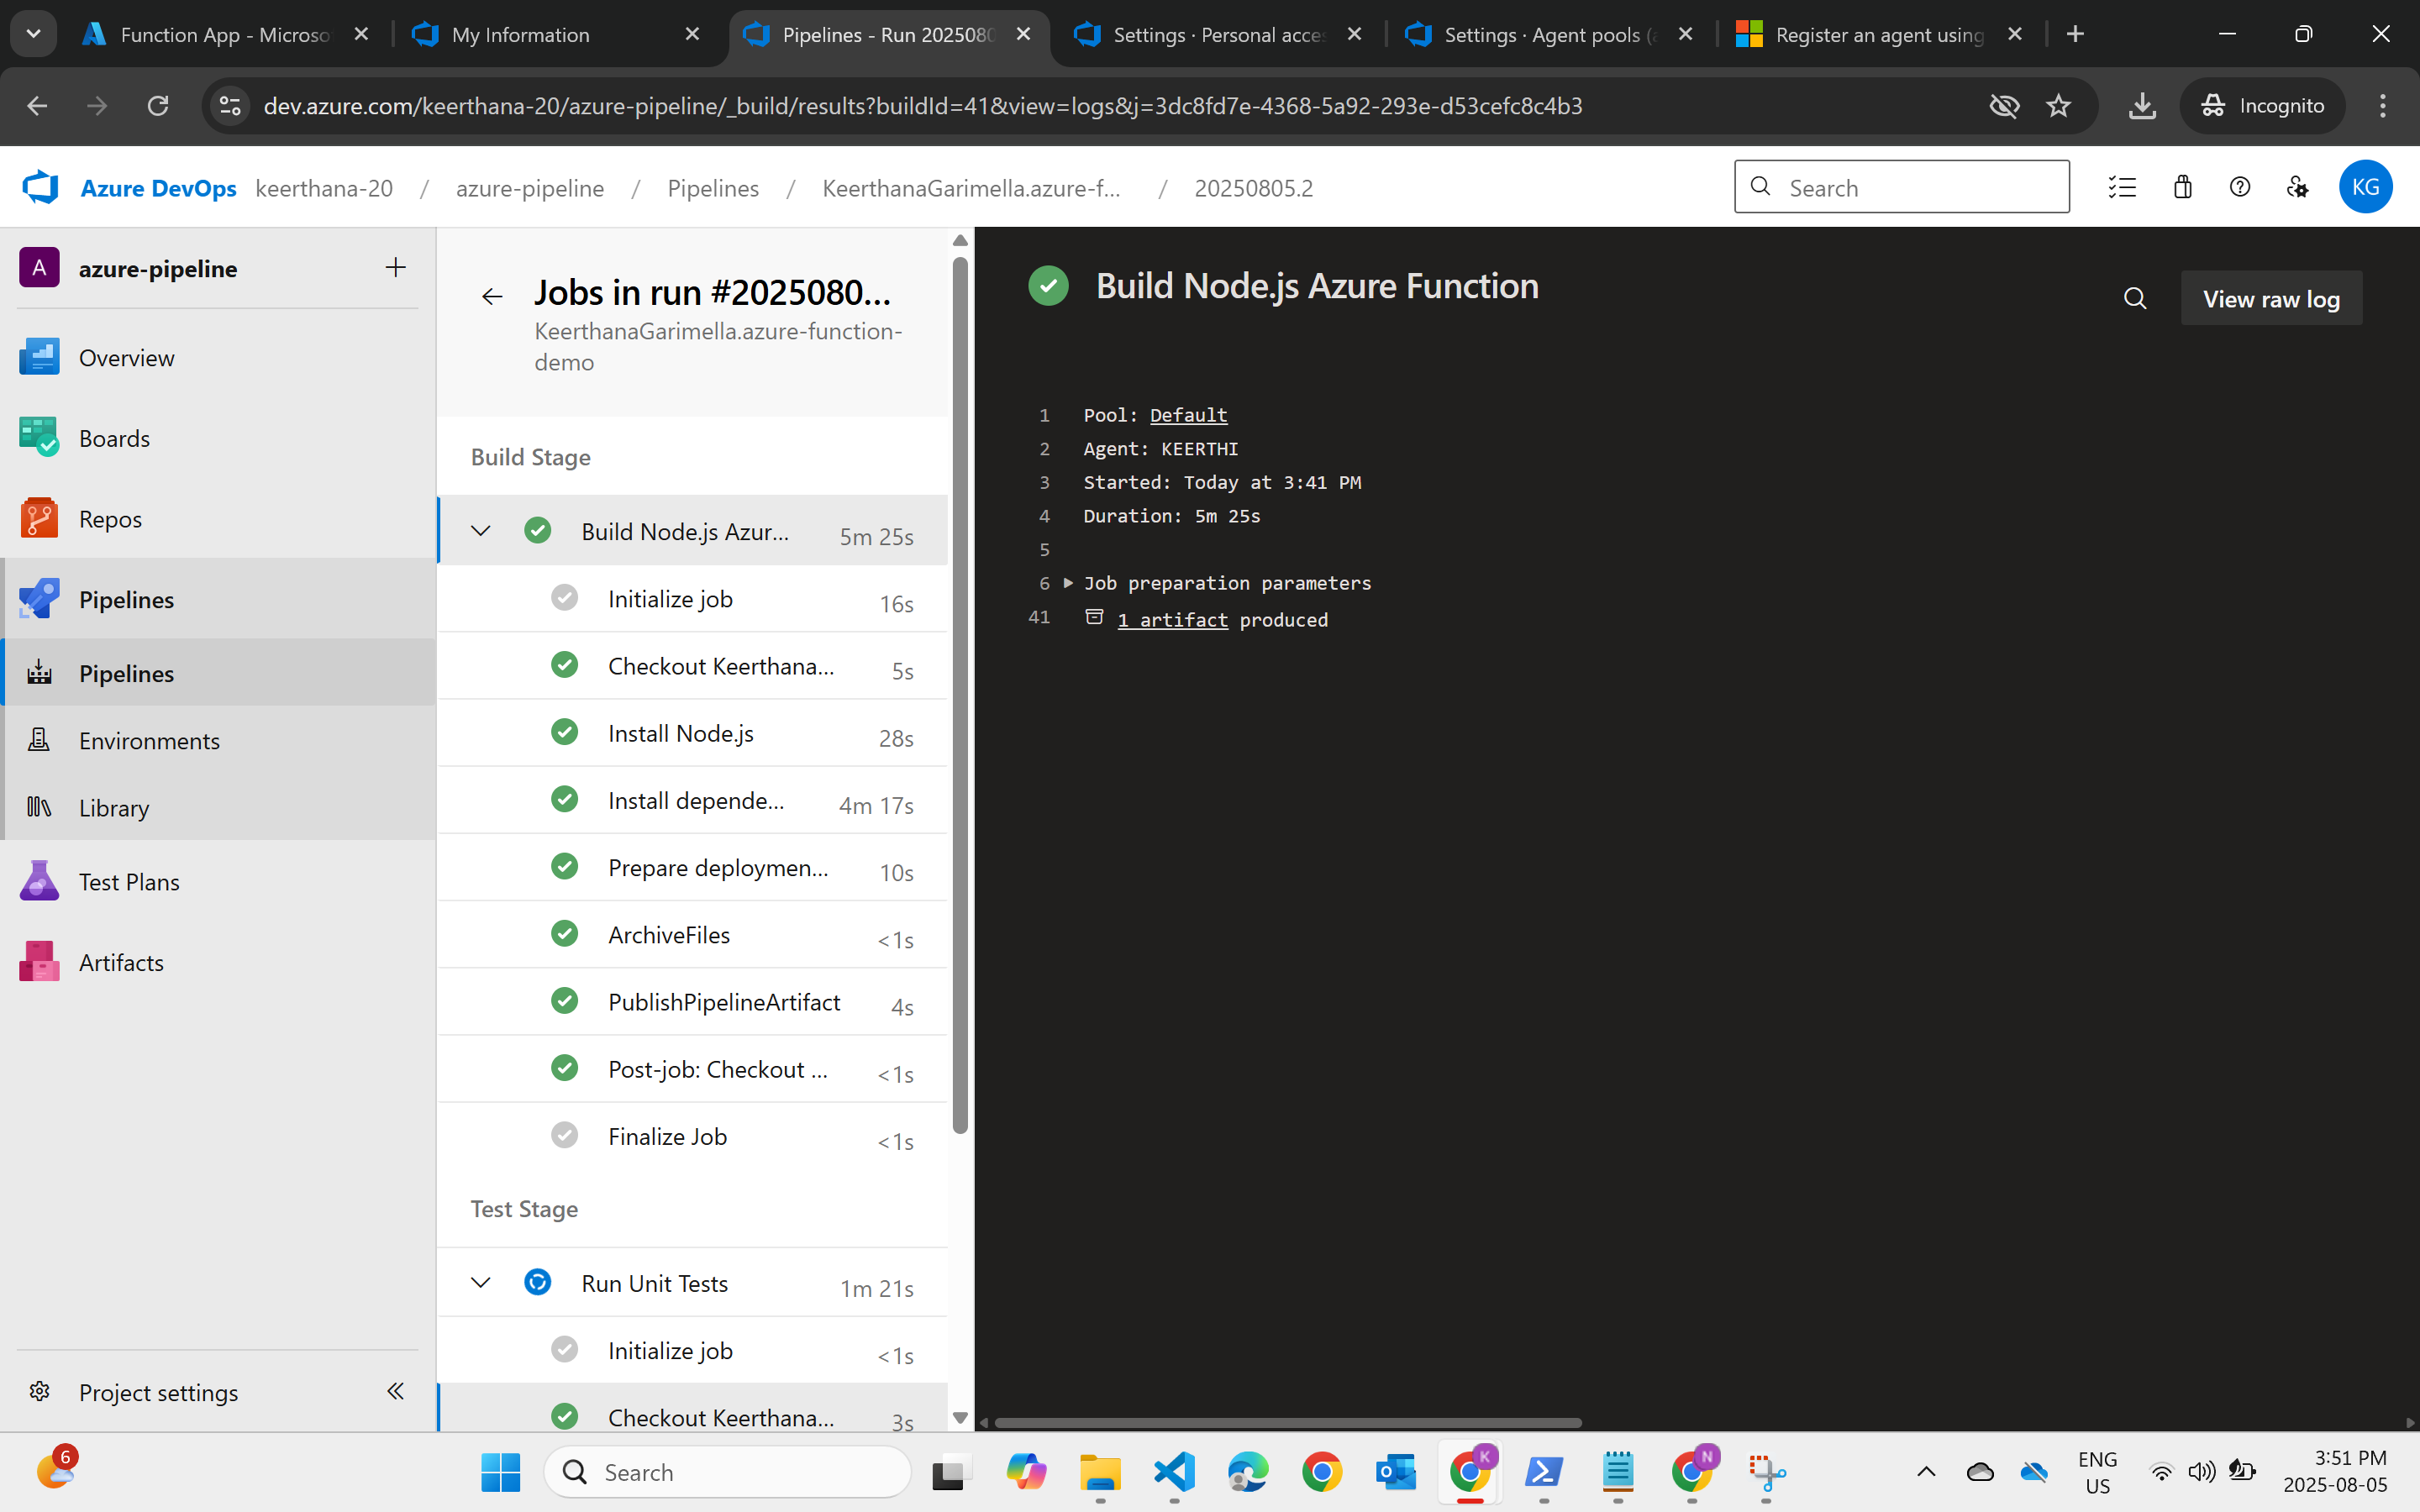 Function App - Microso
My Information
Pipelines - Run 2025080
Settings · Personal acces
Settings · Agent pools (a
Register an agent using
dev.azure.com/keerthana-20/azure-pipeline/_build/results?buildId=41&view=logs&j=3dc8fd7e-4368-5a92-293e-d53cefc8c4b3
Incognito
Azure DevOps keerthana-20 / azure-pipeline / Pipelines / KeerthanaGarimella.azure-f... / 20250805.2
Search
KG
A azure-pipeline
Overview
Boards
Repos
Pipelines
Pipelines
Environments
Library
Test Plans
Artifacts
Project settings
Jobs in run #2025080...
KeerthanaGarimella.azure-function-
demo
Build Stage
Build Node.js Azur... 5m 25s
Initialize job 16s
Checkout Keerthana... 5s
Install Node.js 28s
Install depende... 4m 17s
Prepare deploymen... 10s
ArchiveFiles <1s
PublishPipelineArtifact 4s
Post-job: Checkout ... <1s
Finalize Job <1s
Test Stage
Run Unit Tests 1m 21s
Initialize job <1s
Checkout Keerthana... 3s
Build Node.js Azure Function
View raw log
1 Pool: Default
2 Agent: KEERTHI
3 Started: Today at 3:41 PM
4 Duration: 5m 25s
5
6 Job preparation parameters
41 1 artifact produced
6
Search
K
N
ENG
US
3:51 PM
2025-08-05